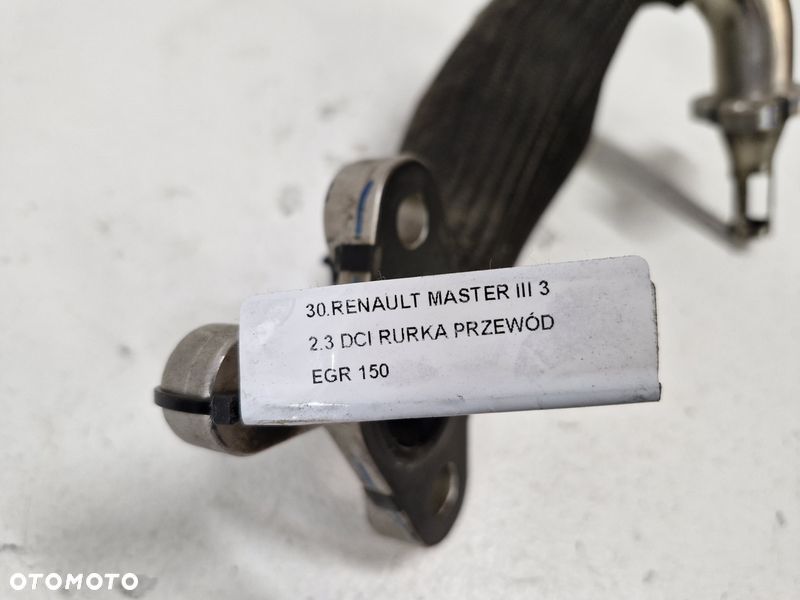 30.RENAULT MASTER III 3
2.3 DCI RURKA PRZEWÓD
EGR 150
OTOMOTO